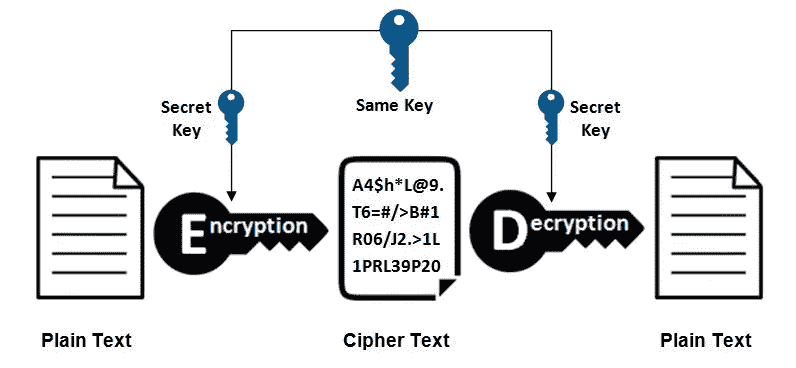 Same Key
Secret
Key
Secret
Key
Encryption
A4$h*L@9.
T6=#/>B#1
R06/J2.>1L
1PRL39P20
Decryption
Plain Text
Cipher Text
Plain Text